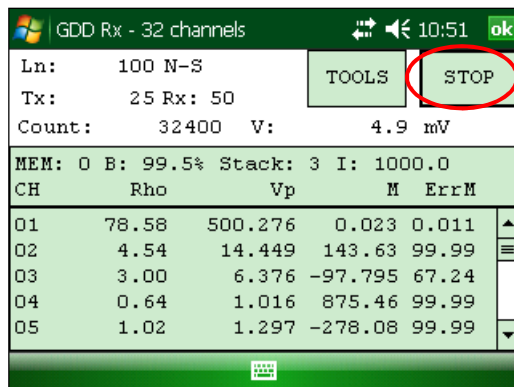 GDD Rx - 32 channels 10:51 ok
Ln: 100 N-S
TOOLS
STOP
Tx: 25 Rx: 50
Count: 32400 V: 4.9 mV
MEM: 0 B: 99.5% Stack: 3 I: 1000.0
CH Rho Vp M ErrM
01 78.58 500.276 0.023 0.011
02 4.54 14.449 143.63 99.99
03 3.00 6.376 -97.795 67.24
04 0.64 1.016 875.46 99.99
05 1.02 1.297 -278.08 99.99